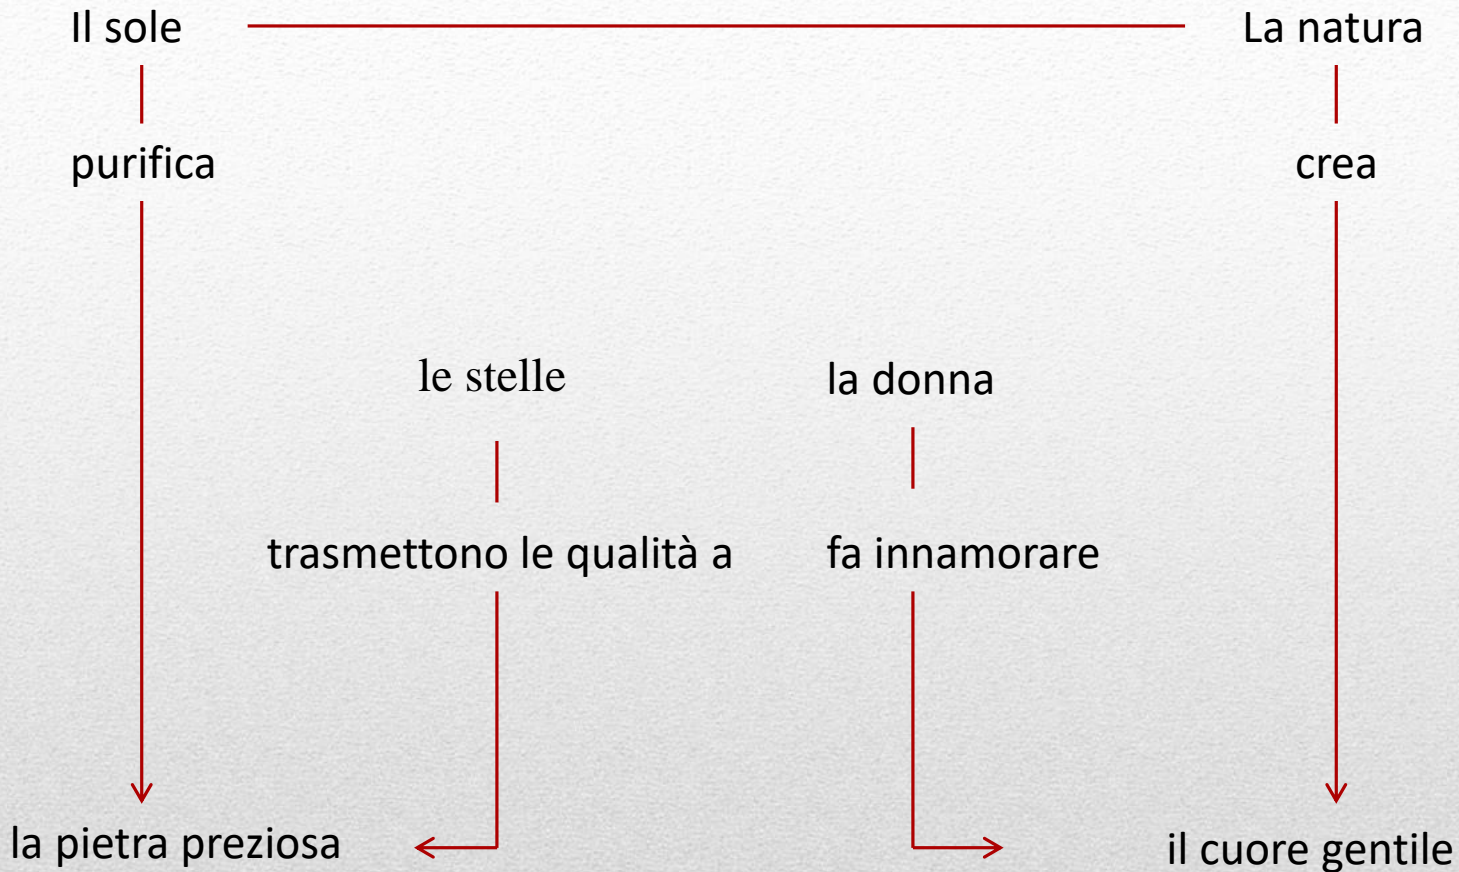 Il sole
La natura
purifica
crea
le stelle
la donna
trasmettono le qualità a
fa innamorare
la pietra preziosa
il cuore gentile